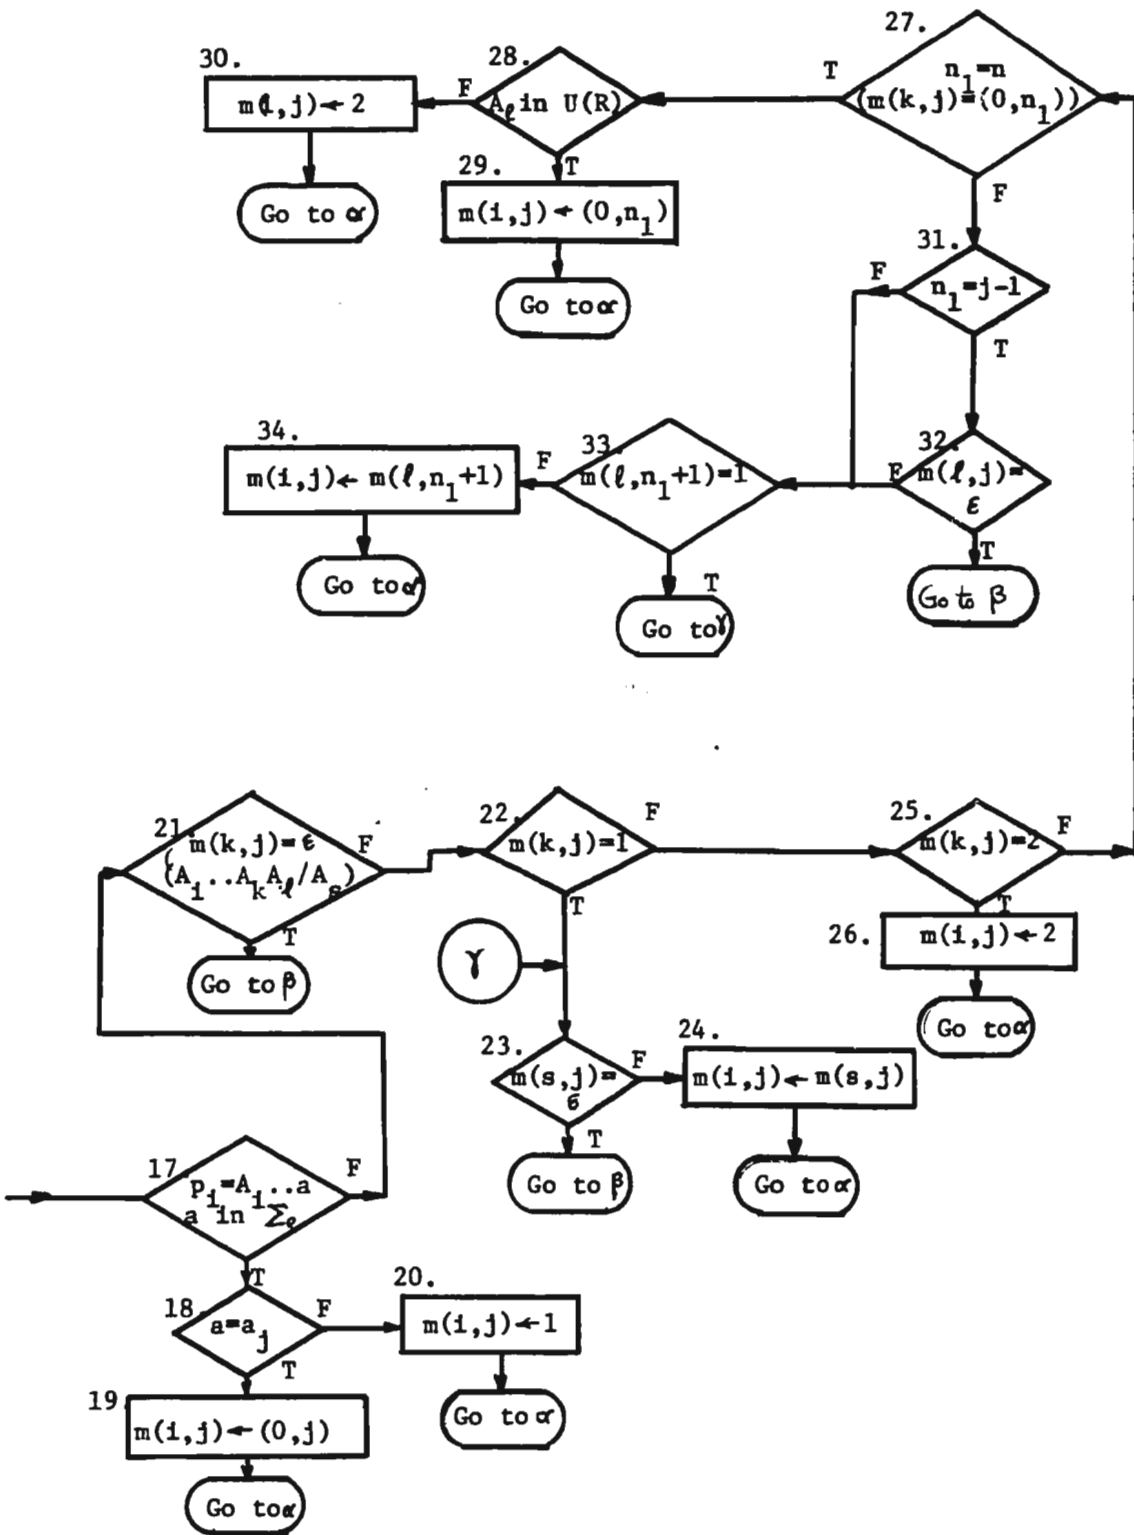 27.
n₁=n
(m(k,j)=(0,n₁))
T
F
28.
Aℓ in U(R)
F
T
30.
m(i,j)←2
Go to α
29.
m(i,j)←(0,n₁)
Go to α
31.
n₁=j-1
F
T
32.
m(ℓ,j)=
ε
F
T
Go to β
33.
m(ℓ,n₁+1)=1
F
T
Go to γ
34.
m(i,j)←m(ℓ,n₁+1)
Go to α
21.
m(k,j)=ε
(Aᵢ..AₖAℓ/Aₛ)
F
T
Go to β
22.
m(k,j)=1
F
T
γ
23.
m(s,j)=
ε
F
T
Go to β
24.
m(i,j)←m(s,j)
Go to α
25.
m(k,j)=2
F
T
26.
m(i,j)←2
Go to α
17.
pᵢ=Aᵢ..a
a in Σₑ
F
T
18.
a=aⱼ
F
T
20.
m(i,j)←1
Go to α
19
m(i,j)←(0,j)
Go to α